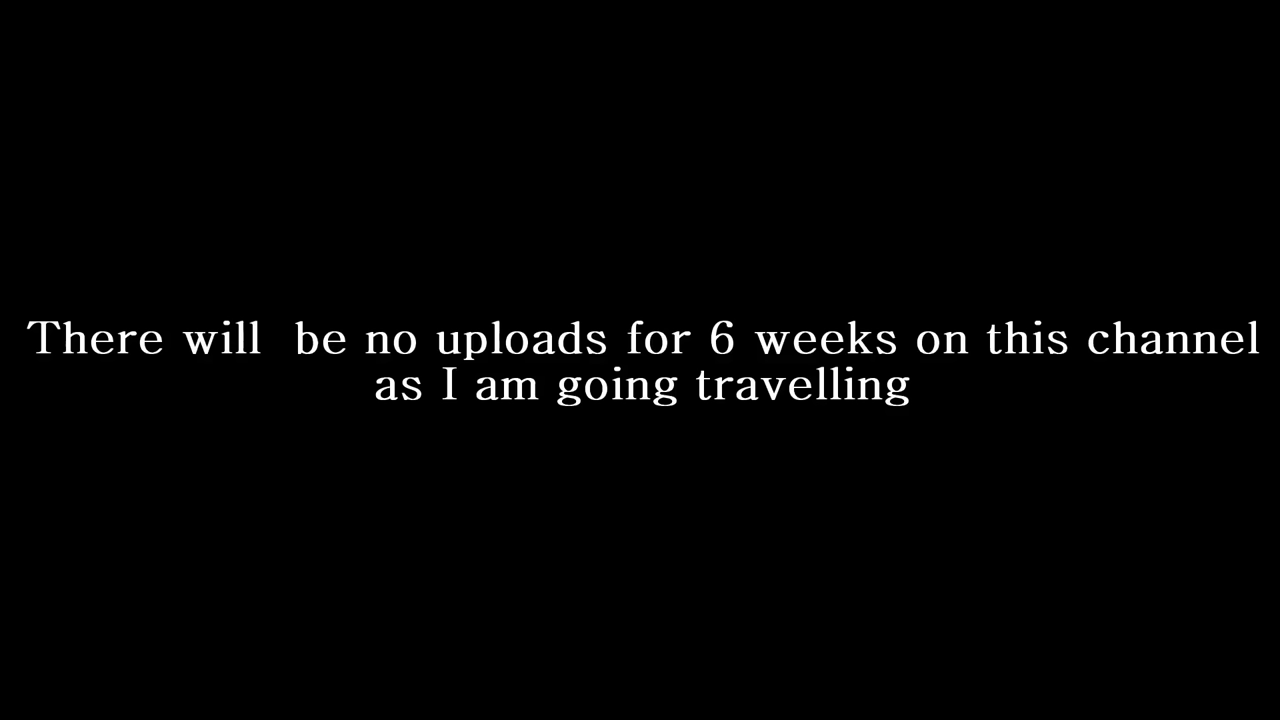 There will  be no uploads for 6 weeks on this channel
as I am going travelling